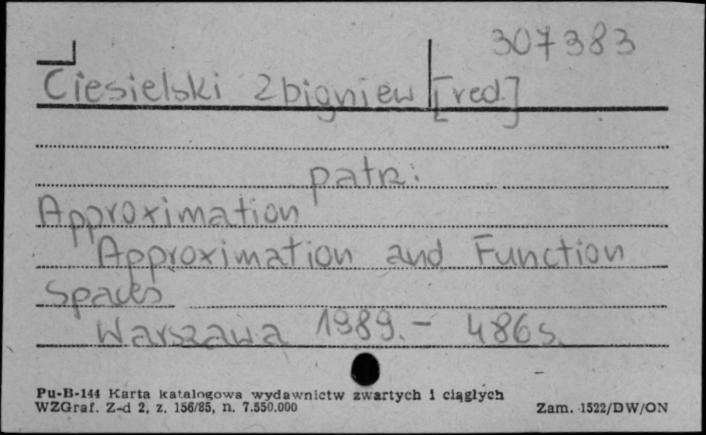 307383
Ciesielski Zbigniew [red.]
patrz:
Approximation
Approximation and Function
Spaces
Warszawa 1989. – 486 s.
Pu-B-144 Karta katalogowa wydawnictw zwartych i ciągłych
WZGraf. Z-d 2, z. 156/85, n. 7.550.000
Zam. 1522/DW/ON